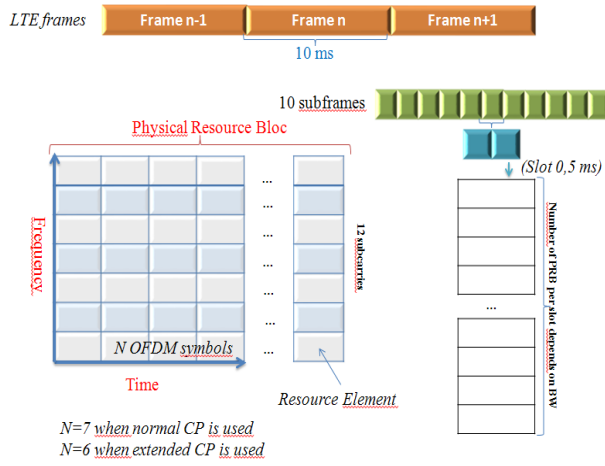 LTE frames
Frame n-1
Frame n
Frame n+1
10 ms
10 subframes
Physical Resource Bloc
(Slot 0,5 ms)
...
...
...
...
...
...
...
Frequency
12 subcarries
Number of PRB per
slot depends on BW
...
N OFDM symbols
Time
Resource Element
N=7 when normal CP is used
N=6 when extended CP is used